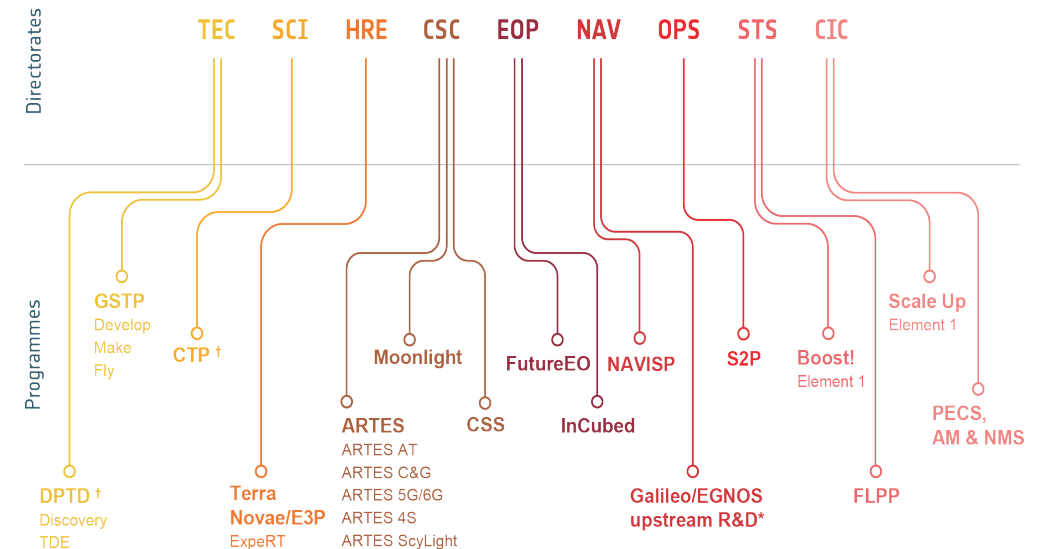 Directorates
TEC SCI HRE CSC EOP NAV OPS STS CIC
Programmes
GSTP
Develop
Make
Fly
CTP †
DPTD †
Discovery
TDE
Terra
Novae/E3P
ExpeRT
Moonlight
ARTES
ARTES AT
ARTES C&G
ARTES 5G/6G
ARTES 4S
ARTES ScyLight
CSS
FutureEO
InCubed
NAVISP
Galileo/EGNOS
upstream R&D*
S2P
Boost!
Element 1
FLPP
Scale Up
Element 1
PECS,
AM & NMS